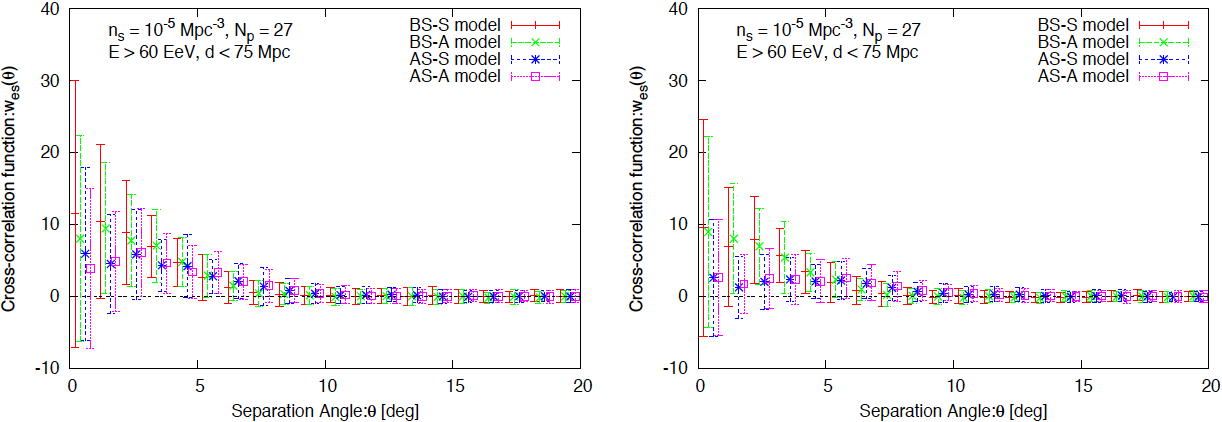 40
30
20
10
0
-10
Cross-correlation function:w_es(θ)
n_s = 10^-5 Mpc^-3, N_p = 27
E > 60 EeV, d < 75 Mpc
BS-S model
BS-A model
AS-S model
AS-A model
0 5 10 15 20
Separation Angle:θ [deg]
40
30
20
10
0
-10
Cross-correlation function:w_es(θ)
n_s = 10^-5 Mpc^-3, N_p = 27
E > 60 EeV, d < 75 Mpc
BS-S model
BS-A model
AS-S model
AS-A model
0 5 10 15 20
Separation Angle:θ [deg]